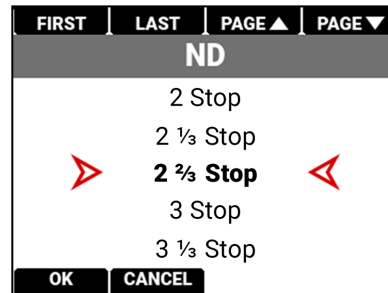 FIRST LAST PAGE▲ PAGE▼
ND
2 Stop
2 ⅓ Stop
2 ⅔ Stop
3 Stop
3 ⅓ Stop
OK CANCEL